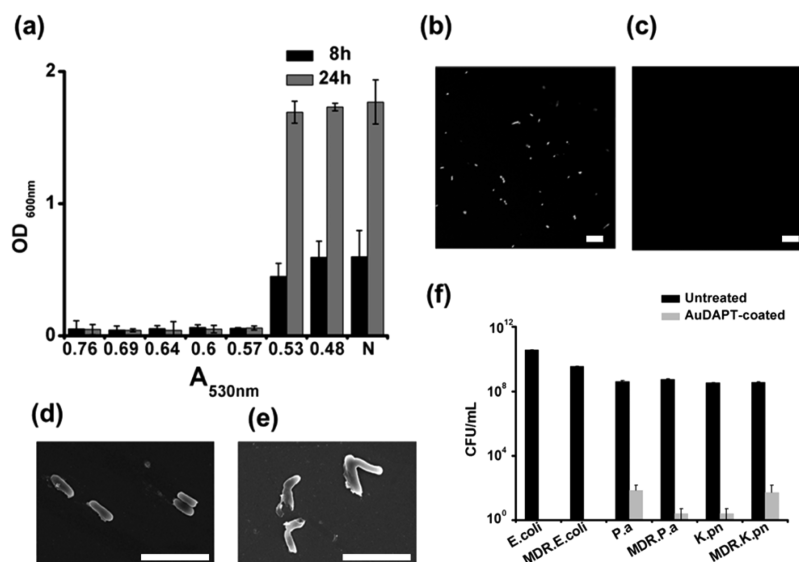 (a)
8h
24h
2
1
0
OD 600nm
0.76 0.69 0.64 0.6 0.57 0.53 0.48 N
A530nm
(b)
(c)
(d)
(e)
(f)
Untreated
AuDAPT-coated
10^12
10^8
10^4
10^0
CFU/mL
E.coli MDR.E.coli P.a MDR.P.a K.pn MDR.K.pn